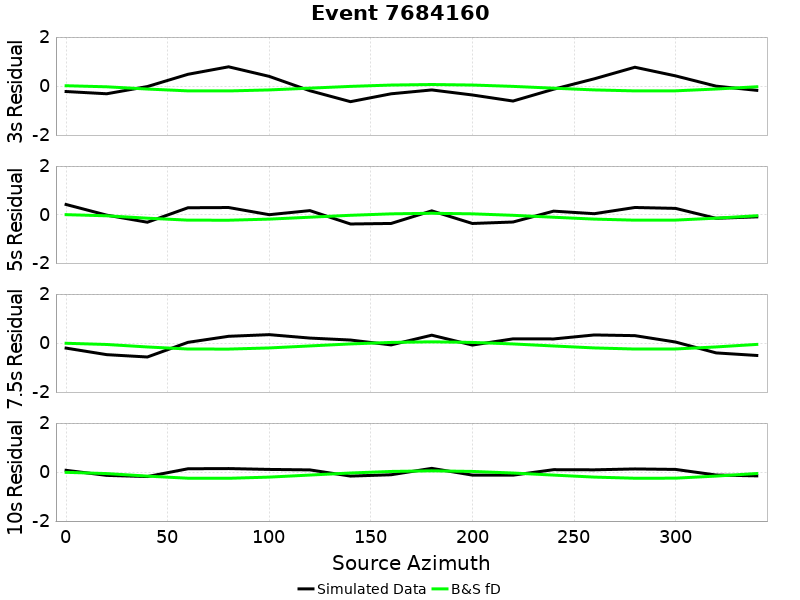 Event 7684160
3s Residual
2
0
-2
5s Residual
2
0
-2
7.5s Residual
2
0
-2
10s Residual
2
0
-2
0 50 100 150 200 250 300
Source Azimuth
Simulated Data B&S fD